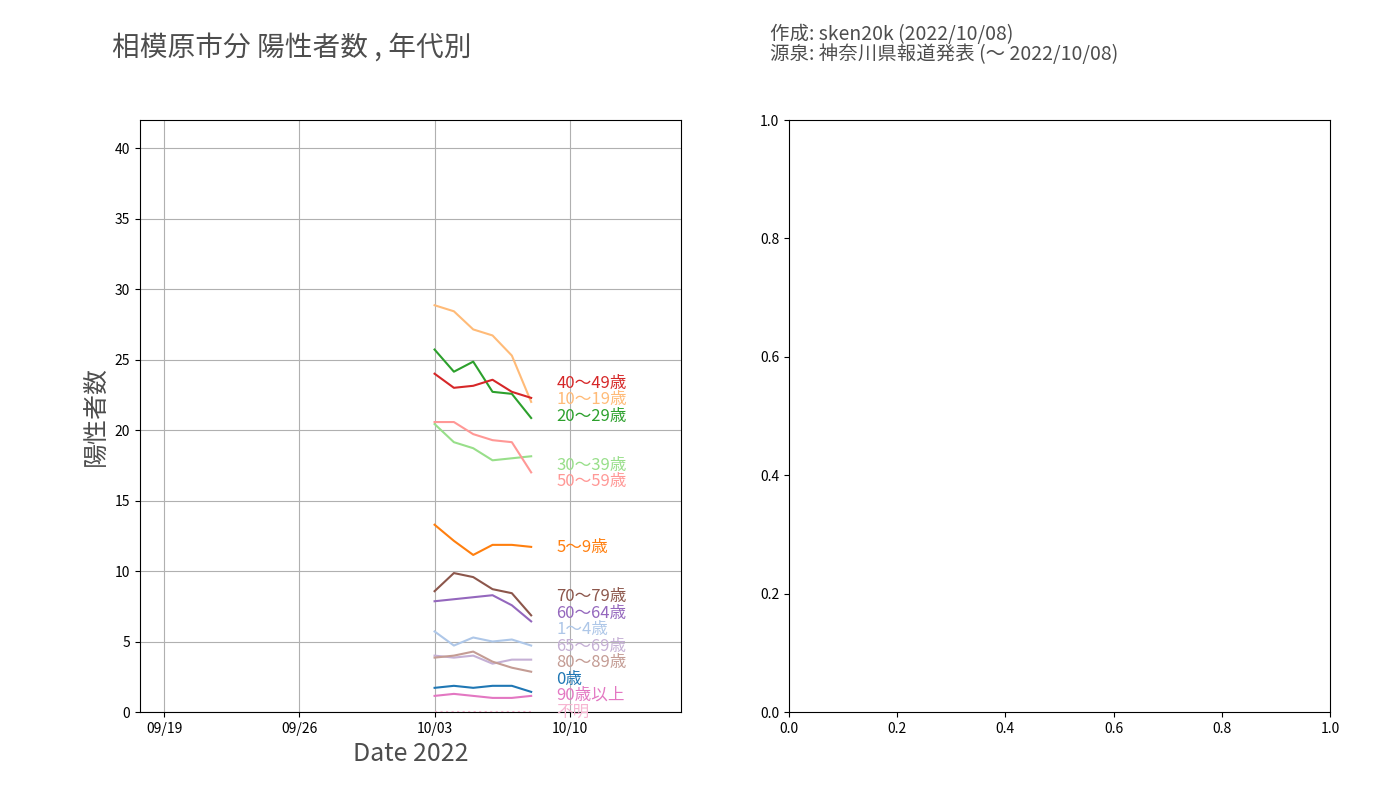 相模原市分 陽性者数 , 年代別
作成: sken20k (2022/10/08)
源泉: 神奈川県報道発表 (〜 2022/10/08)
陽性者数
40
35
30
25
20
15
10
5
0
40〜49歳
10〜19歳
20〜29歳
30〜39歳
50〜59歳
5〜9歳
70〜79歳
60〜64歳
1〜4歳
65〜69歳
80〜89歳
0歳
90歳以上
不明
09/19
09/26
10/03
10/10
Date 2022
1.0
0.8
0.6
0.4
0.2
0.0
0.0
0.2
0.4
0.6
0.8
1.0